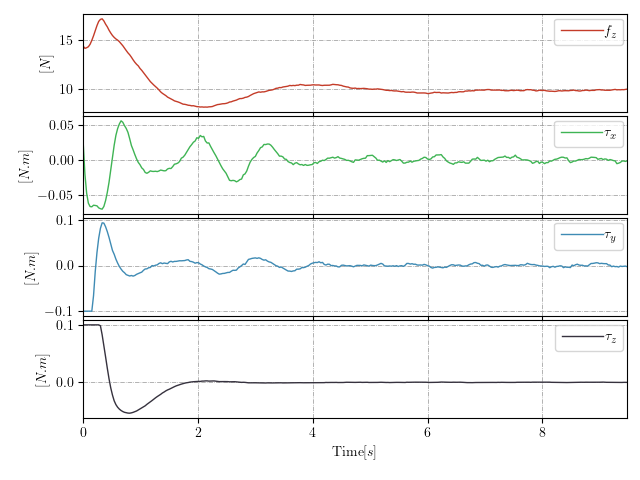 15
10
[N]
f_z
0.05
0.00
−0.05
[N.m]
τ_x
0.1
0.0
−0.1
[N.m]
τ_y
0.1
0.0
[N.m]
τ_z
0 2 4 6 8
Time[s]